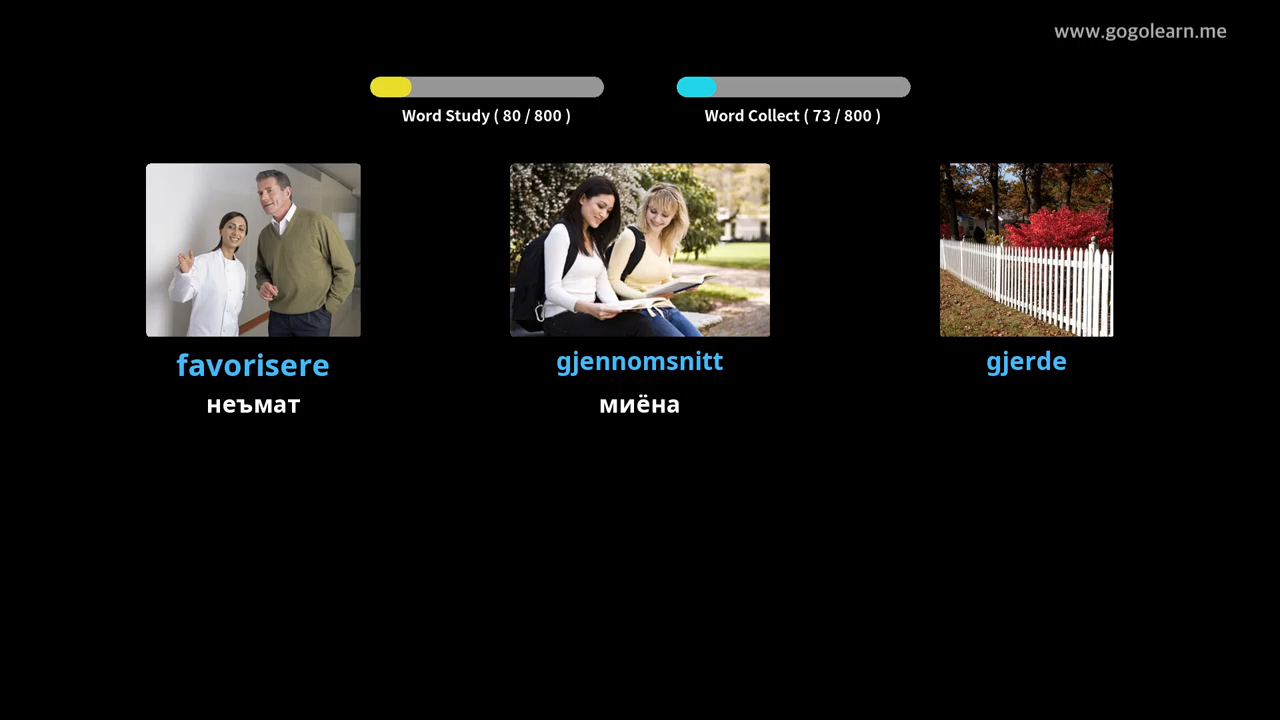 www.gogolearn.me
Word Study ( 80 / 800 )
Word Collect ( 73 / 800 )
favorisere
gjennomsnitt
gjerde
неъмат
миёна